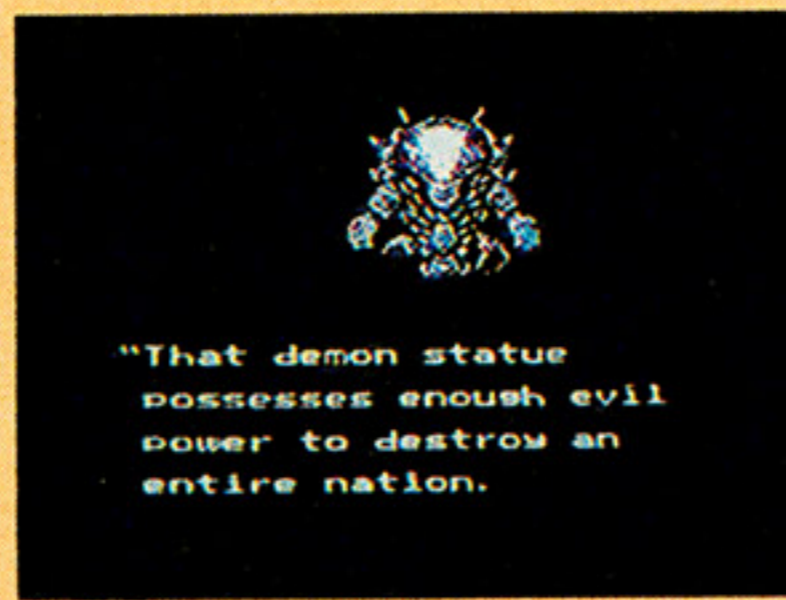 "That demon statue
possesses enough evil
power to destroy an
entire nation.